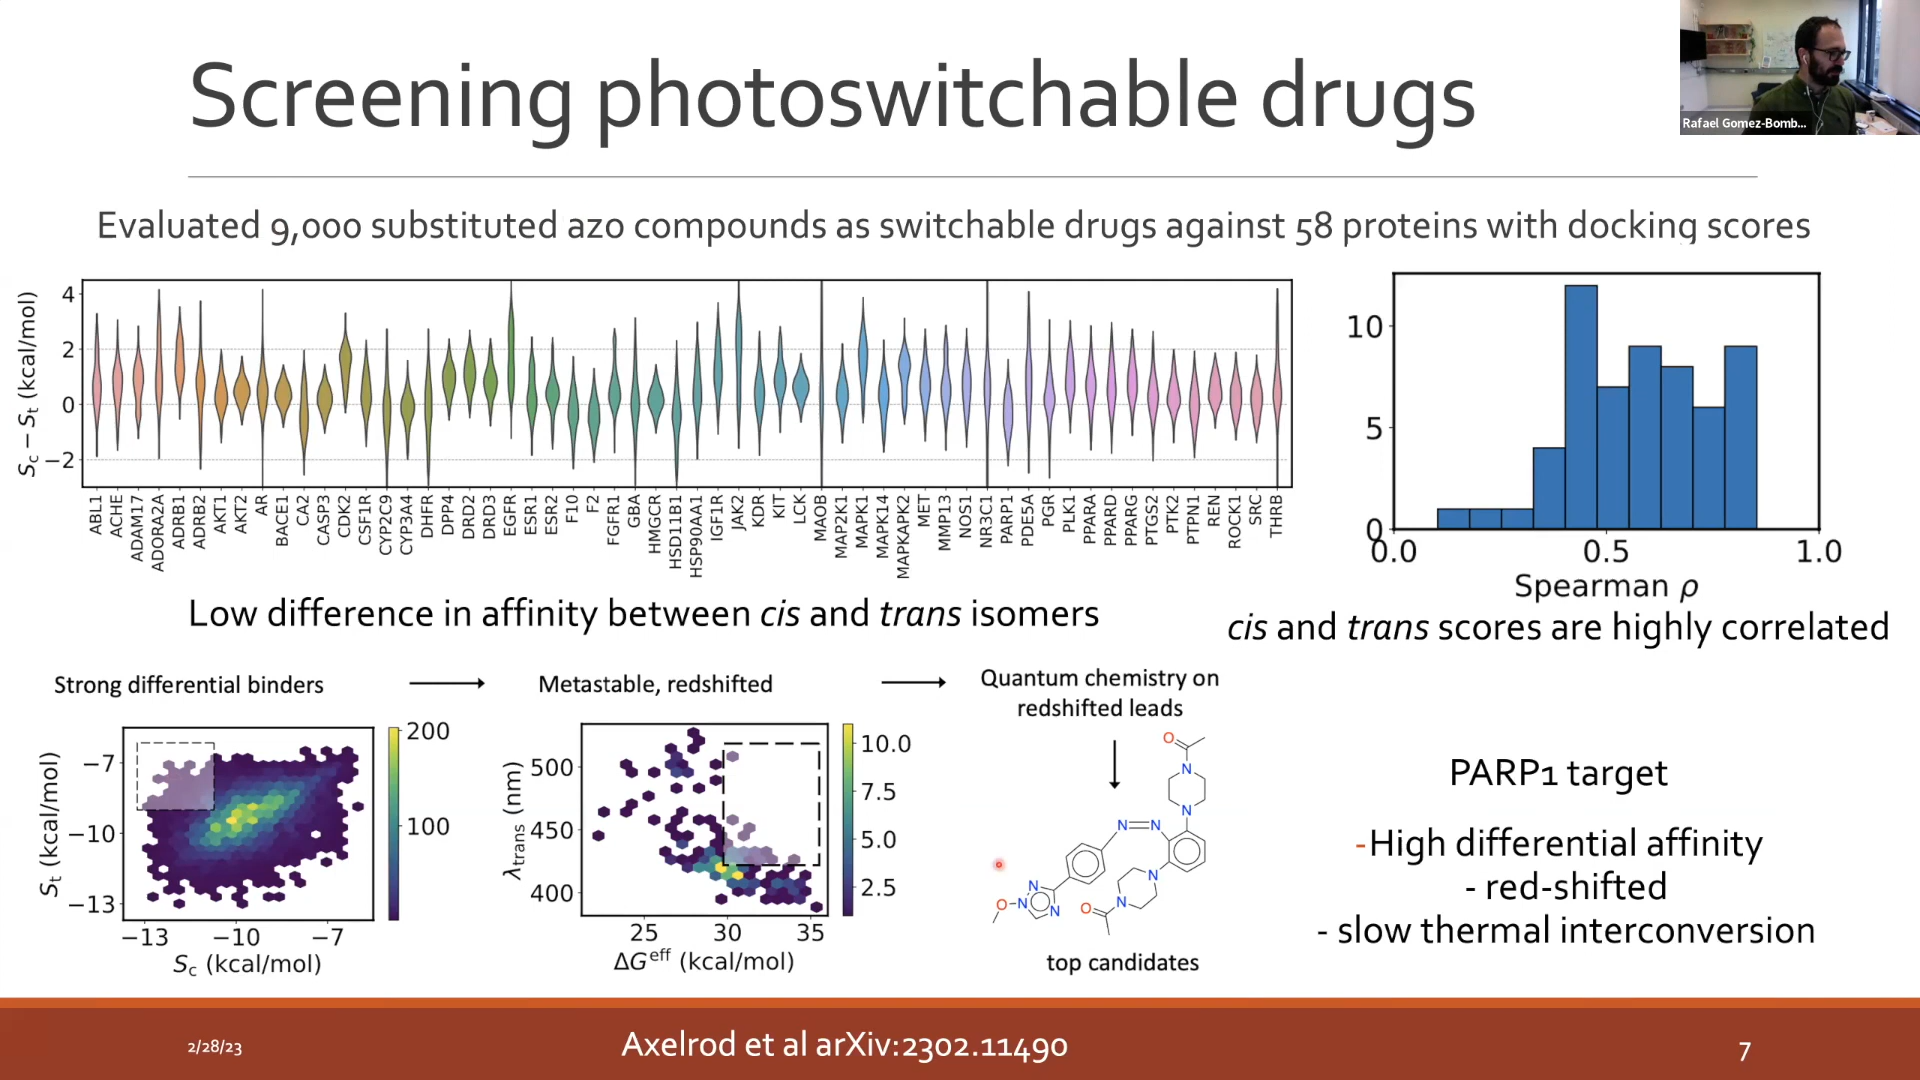 Screening photoswitchable drugs
Rafael Gomez-Bomb...
Evaluated 9,000 substituted azo compounds as switchable drugs against 58 proteins with docking scores
Sc − St (kcal/mol)
4
2
0
−2
ABL1
ACHE
ADAM17
ADORA2A
ADRB1
ADRB2
AKT1
AKT2
AR
BACE1
CA2
CASP3
CDK2
CSF1R
CYP2C9
CYP3A4
DHFR
DPP4
DRD2
DRD3
EGFR
ESR1
ESR2
F10
F2
FGFR1
GBA
HMGCR
HSD11B1
HSP90AA1
IGF1R
JAK2
KDR
KIT
LCK
MAOB
MAP2K1
MAPK1
MAPK14
MAPKAPK2
MET
MMP13
NOS1
NR3C1
PARP1
PDE5A
PGR
PLK1
PPARA
PPARD
PPARG
PTGS2
PTK2
PTPN1
REN
ROCK1
SRC
THRB
10
5
0
0.0 0.5 1.0
Spearman ρ
Low difference in affinity between cis and trans isomers
cis and trans scores are highly correlated
Strong differential binders
Metastable, redshifted
Quantum chemistry on
redshifted leads
St (kcal/mol)
−7
−10
−13
−13 −10 −7
Sc (kcal/mol)
200
100
λtrans (nm)
500
450
400
25 30 35
ΔGeff (kcal/mol)
10.0
7.5
5.0
2.5
O
N
N
N N
N
N
N
O N
N
O
top candidates
PARP1 target
-High differential affinity
- red-shifted
- slow thermal interconversion
2/28/23
Axelrod et al arXiv:2302.11490
7